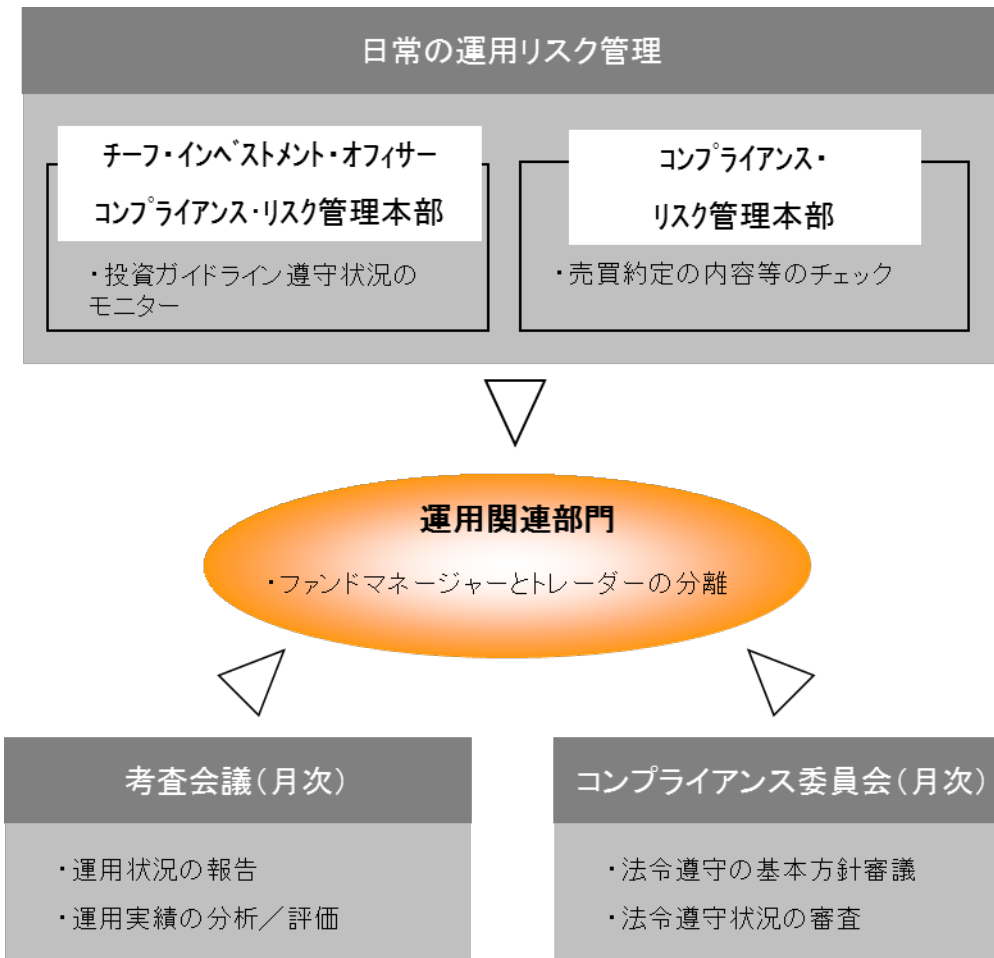 日常の運用リスク管理
チーフ・インベストメント・オフィサー
コンプライアンス・リスク管理本部
・投資ガイドライン遵守状況の
モニター
コンプライアンス・
リスク管理本部
・売買約定の内容等のチェック
運用関連部門
・ファンドマネージャーとトレーダーの分離
考査会議（月次）
・運用状況の報告
・運用実績の分析／評価
コンプライアンス委員会（月次）
・法令遵守の基本方針審議
・法令遵守状況の審査